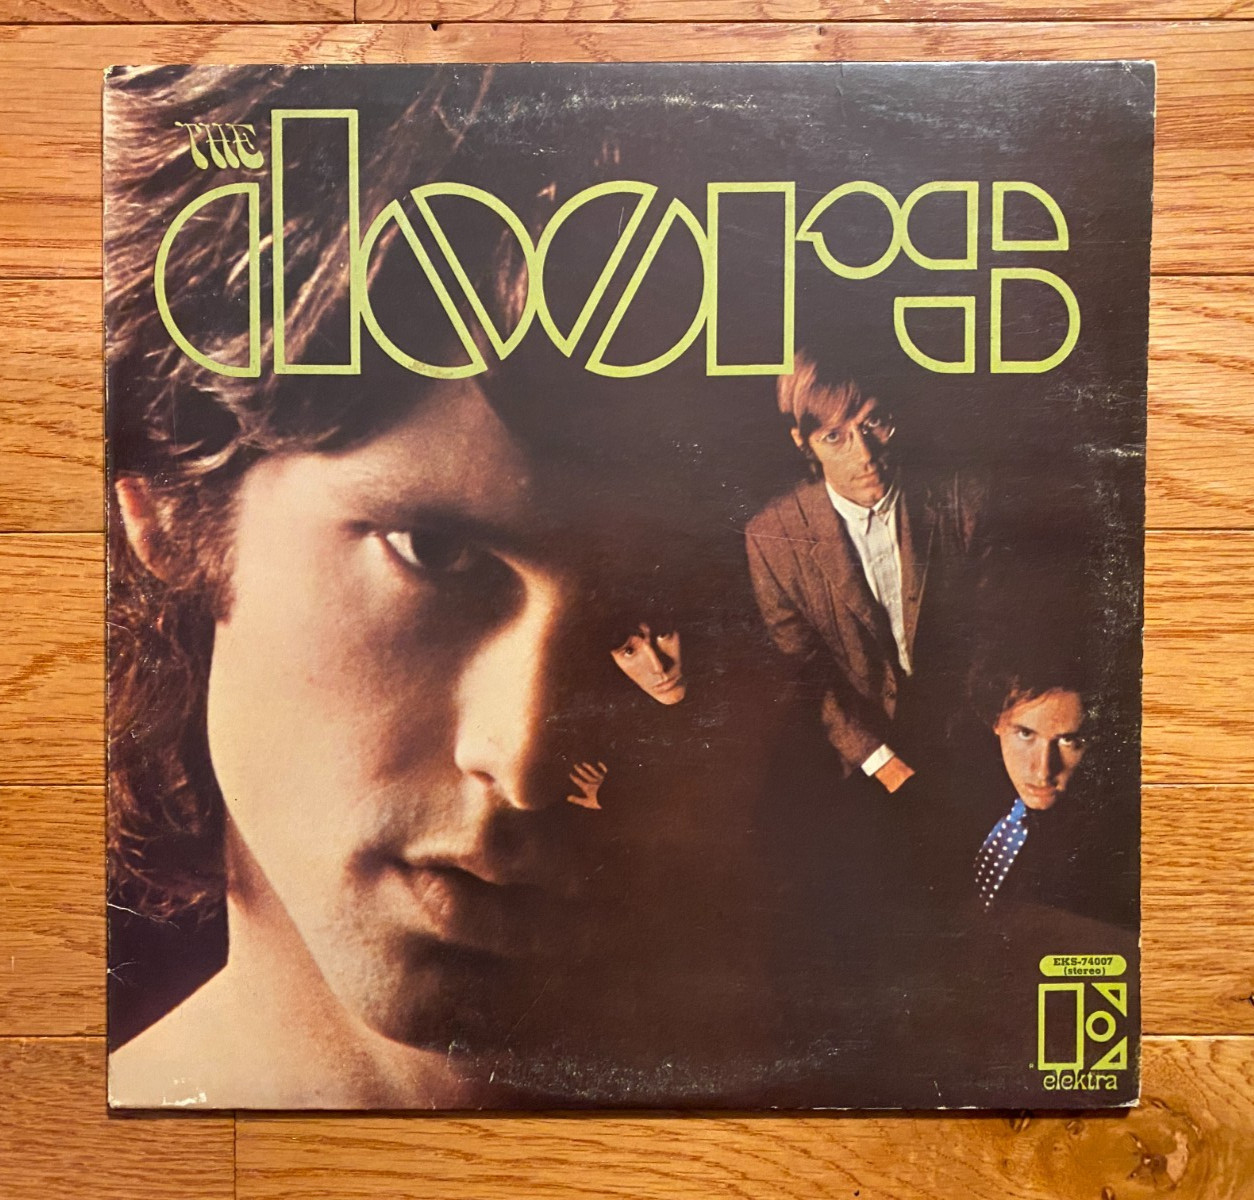 THE
doors
EKS-74007
(stereo)
elektra